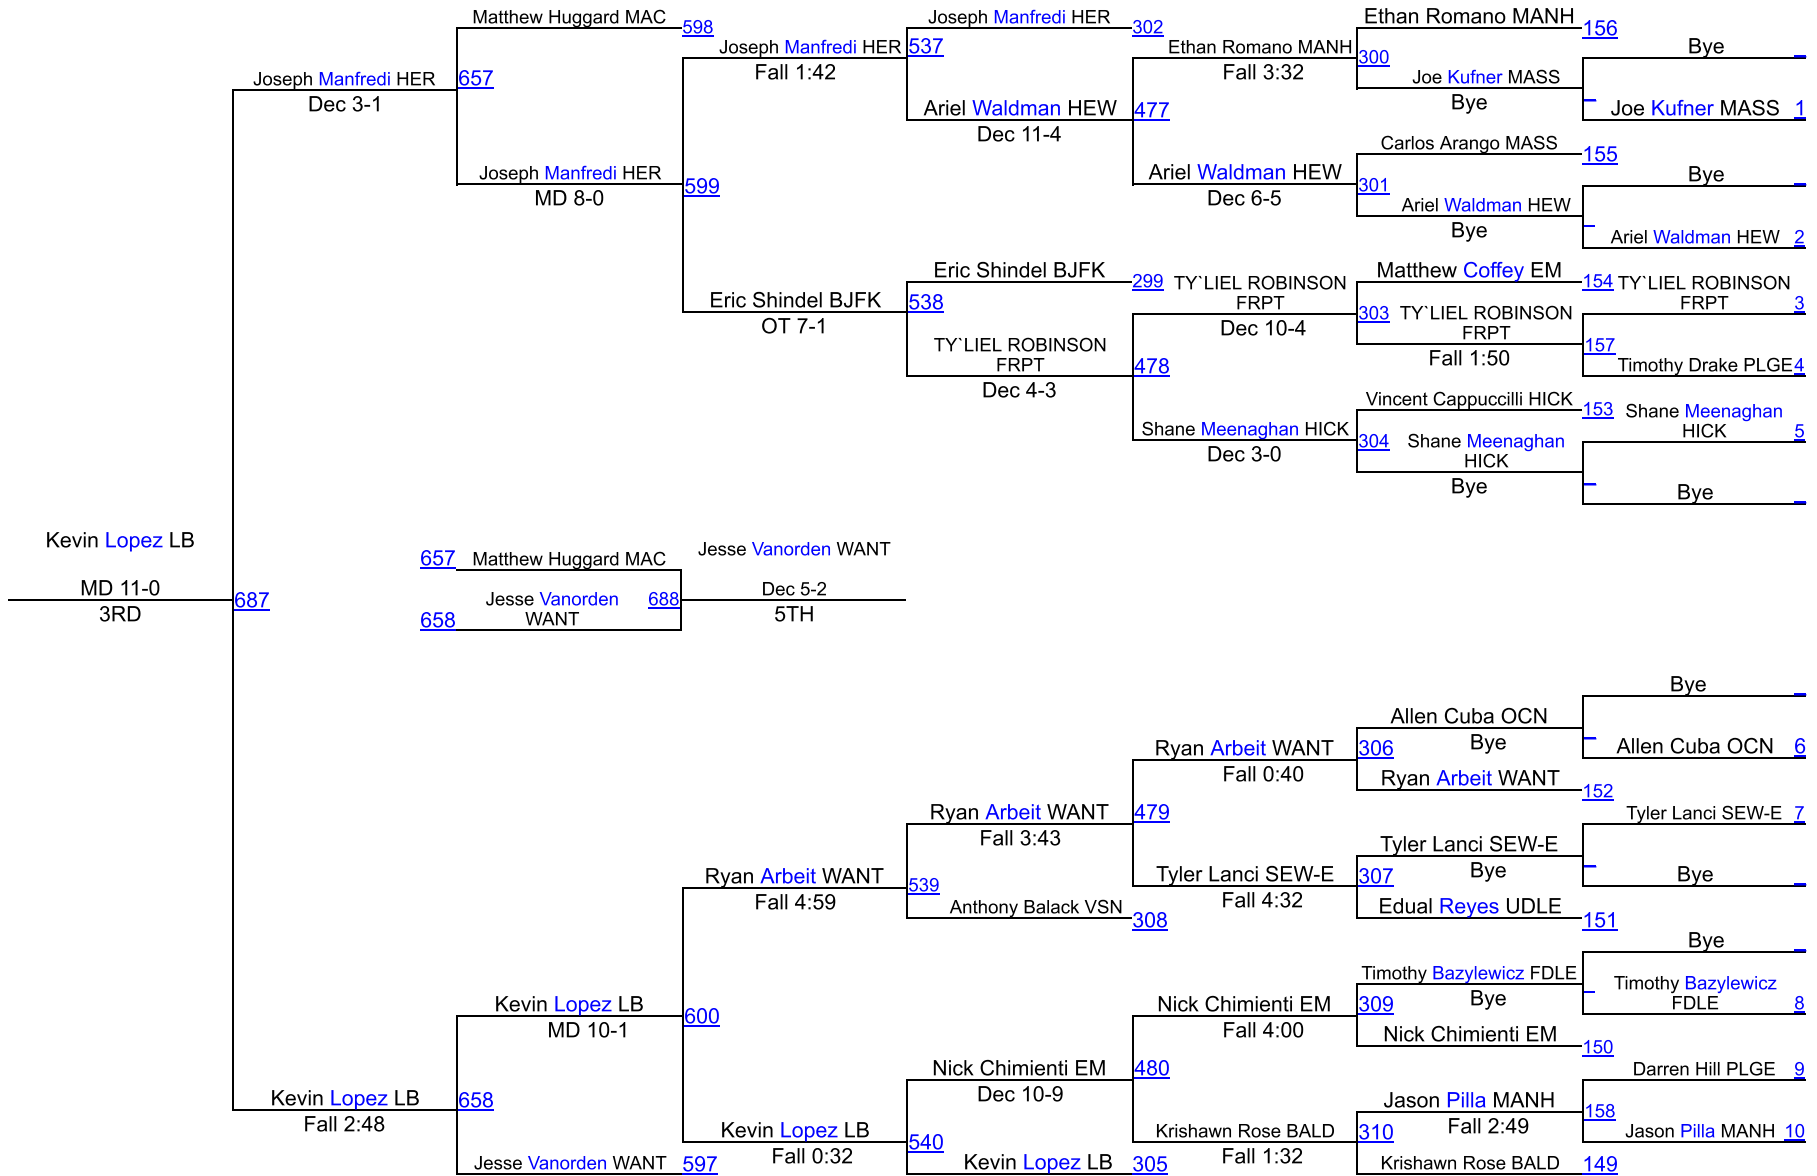 Matthew Huggard MAC
598
Joseph Manfredi HER
302
Ethan Romano MANH
156
Bye
Joseph Manfredi HER
537
Fall 1:42
Ethan Romano MANH
300
Fall 3:32
Joe Kufner MASS
Bye
Joe Kufner MASS
1
Joseph Manfredi HER
657
Dec 3-1
Ariel Waldman HEW
477
Dec 11-4
Carlos Arango MASS
155
Bye
Joseph Manfredi HER
599
MD 8-0
Ariel Waldman HEW
301
Dec 6-5
Ariel Waldman HEW
Bye
Ariel Waldman HEW
2
Eric Shindel BJFK
299
Matthew Coffey EM
154
TY`LIEL ROBINSON
FRPT
3
Eric Shindel BJFK
538
OT 7-1
TY`LIEL ROBINSON
FRPT
303
Dec 10-4
TY`LIEL ROBINSON
FRPT
157
Fall 1:50
Timothy Drake PLGE
4
TY`LIEL ROBINSON
FRPT
478
Dec 4-3
Vincent Cappuccilli HICK
153
Shane Meenaghan
HICK
5
Shane Meenaghan HICK
304
Dec 3-0
Shane Meenaghan
HICK
Bye
Bye
Kevin Lopez LB
MD 11-0
3RD
687
657
Matthew Huggard MAC
Jesse Vanorden WANT
Dec 5-2
5TH
658
Jesse Vanorden
WANT
688
Bye
Allen Cuba OCN
Bye
Allen Cuba OCN
6
Ryan Arbeit WANT
306
Fall 0:40
Ryan Arbeit WANT
152
Ryan Arbeit WANT
479
Fall 3:43
Tyler Lanci SEW-E
7
Tyler Lanci SEW-E
Bye
Bye
Ryan Arbeit WANT
539
Fall 4:59
Tyler Lanci SEW-E
307
Fall 4:32
Anthony Balack VSN
308
Edual Reyes UDLE
151
Bye
Timothy Bazylewicz FDLE
Bye
Timothy Bazylewicz
FDLE
8
Kevin Lopez LB
600
MD 10-1
Nick Chimienti EM
309
Fall 4:00
Nick Chimienti EM
150
Nick Chimienti EM
480
Dec 10-9
Darren Hill PLGE
9
Kevin Lopez LB
658
Fall 2:48
Jason Pilla MANH
158
Fall 2:49
Jason Pilla MANH
10
Kevin Lopez LB
540
Fall 0:32
Krishawn Rose BALD
310
Fall 1:32
Jesse Vanorden WANT
597
Kevin Lopez LB
305
Krishawn Rose BALD
149